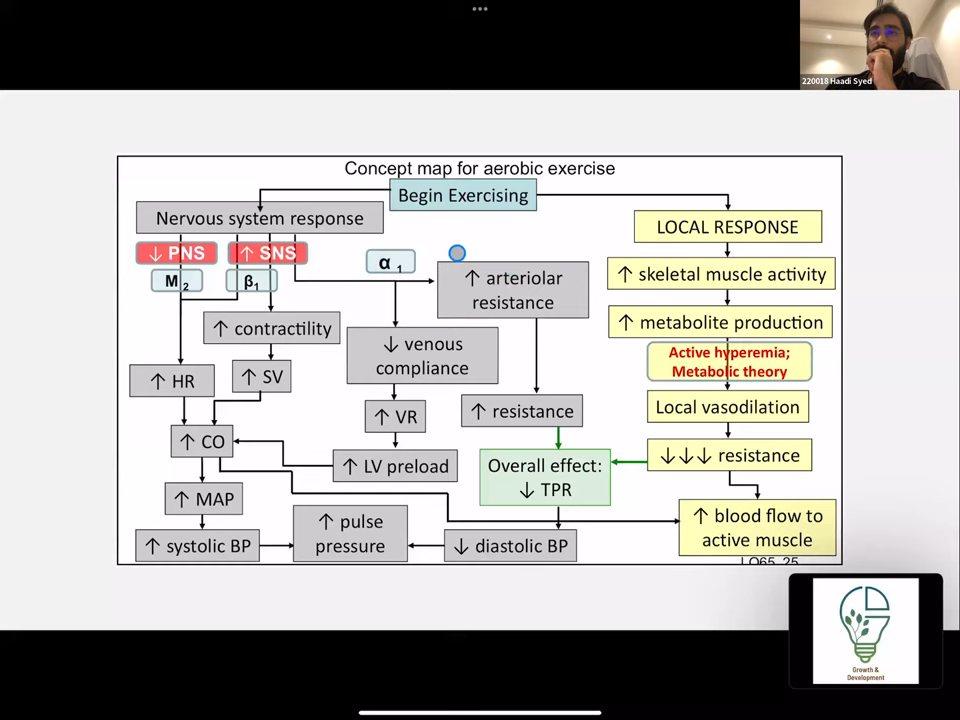 220018 Haadi Syed
Concept map for aerobic exercise
Begin Exercising
Nervous system response
LOCAL RESPONSE
↓ PNS
↑ SNS
α 1
M 2
β1
↑ arteriolar
resistance
↑ skeletal muscle activity
↑ contractility
↑ metabolite production
↓ venous
compliance
Active hyperemia;
Metabolic theory
↑ HR
↑ SV
↑ VR
↑ resistance
Local vasodilation
↑ CO
↑ LV preload
Overall effect:
↓ TPR
↓↓↓ resistance
↑ MAP
↑ pulse
pressure
↑ blood flow to
active muscle
↑ systolic BP
↓ diastolic BP
LO65, 25
Growth &
Development